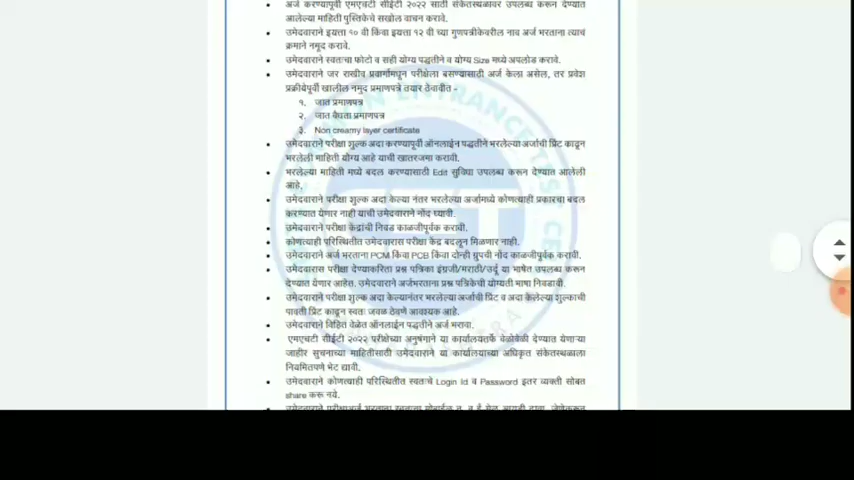 अर्ज करण्यापूर्वी एमएचटी सीईटी २०२२ साठी संकेतस्थळावर उपलब्ध करून देण्यात
आलेल्या माहिती पुस्तिकेचे सखोल वाचन करावे.
उमेदवाराने इयत्ता १० वी किंवा इयत्ता १२ वी च्या गुणपत्रीकेवरील नाव अर्ज भरताना त्याच
क्रमाने नमूद करावे.
उमेदवाराने स्वतःचा फोटो व सही योग्य पद्धतीने व योग्य Size मध्ये अपलोड करावे.
उमेदवाराने जर राखीव प्रवर्गामधून परीक्षेला बसण्यासाठी अर्ज केला असेल, तर प्रवेश
प्रक्रीयेपूर्वी खालील नमूद प्रमाणपत्रे तयार ठेवावीत -
१. जात प्रमाणपत्र
२. जात वैधता प्रमाणपत्र
३. Non creamy layer certificate
उमेदवाराने परीक्षा शुल्क अदा करण्यापूर्वी ऑनलाईन पद्धतीने भरलेल्या अर्जाची प्रिंट काढून
भरलेली माहिती योग्य आहे याची खातरजमा करावी.
भरलेल्या माहिती मध्ये बदल करण्यासाठी Edit सुविधा उपलब्ध करून देण्यात आलेली
आहे.
उमेदवाराने परीक्षा शुल्क अदा केल्या नंतर भरलेल्या अर्जामध्ये कोणत्याही प्रकारचा बदल
करण्यात येणार नाही याची उमेदवाराने नोंद घ्यावी.
उमेदवाराने परीक्षा केंद्राची निवड काळजीपूर्वक करावी.
कोणत्याही परिस्थितीत उमेदवारास परीक्षा केंद्र बदलून मिळणार नाही.
उमेदवाराने अर्ज भरताना PCM किंवा PCB किंवा दोन्ही ग्रुपची नोंद काळजीपूर्वक करावी.
उमेदवारास परीक्षा देण्याकरिता प्रश्न पत्रिका इंग्रजी/मराठी/उर्दू या भाषेत उपलब्ध करून
देण्यात येणार आहेत. उमेदवाराने अर्जभरताना प्रश्न पत्रिकेची योग्यती भाषा निवडावी.
उमेदवाराने परीक्षा शुल्क अदा केल्यानंतर भरलेल्या अर्जाची प्रिंट व अदा केलेल्या शुल्काची
पावती प्रिंट काढून स्वतः जवळ ठेवणे आवश्यक आहे.
उमेदवाराने विहित वेळेत ऑनलाईन पद्धतीने अर्ज भरावा.
एमएचटी सीईटी २०२२ परीक्षेच्या अनुषंगाने या कार्यालयातर्फे वेळोवेळी देण्यात येणाऱ्या
जाहीर सुचनाच्या माहितीसाठी उमेदवाराने या कार्यालयाच्या अधिकृत संकेतस्थळाला
नियमितपणे भेट द्यावी.
उमेदवाराने कोणत्याही परिस्थितीत स्वतःचे Login Id व Password इतर व्यक्ती सोबत
share करू नये.